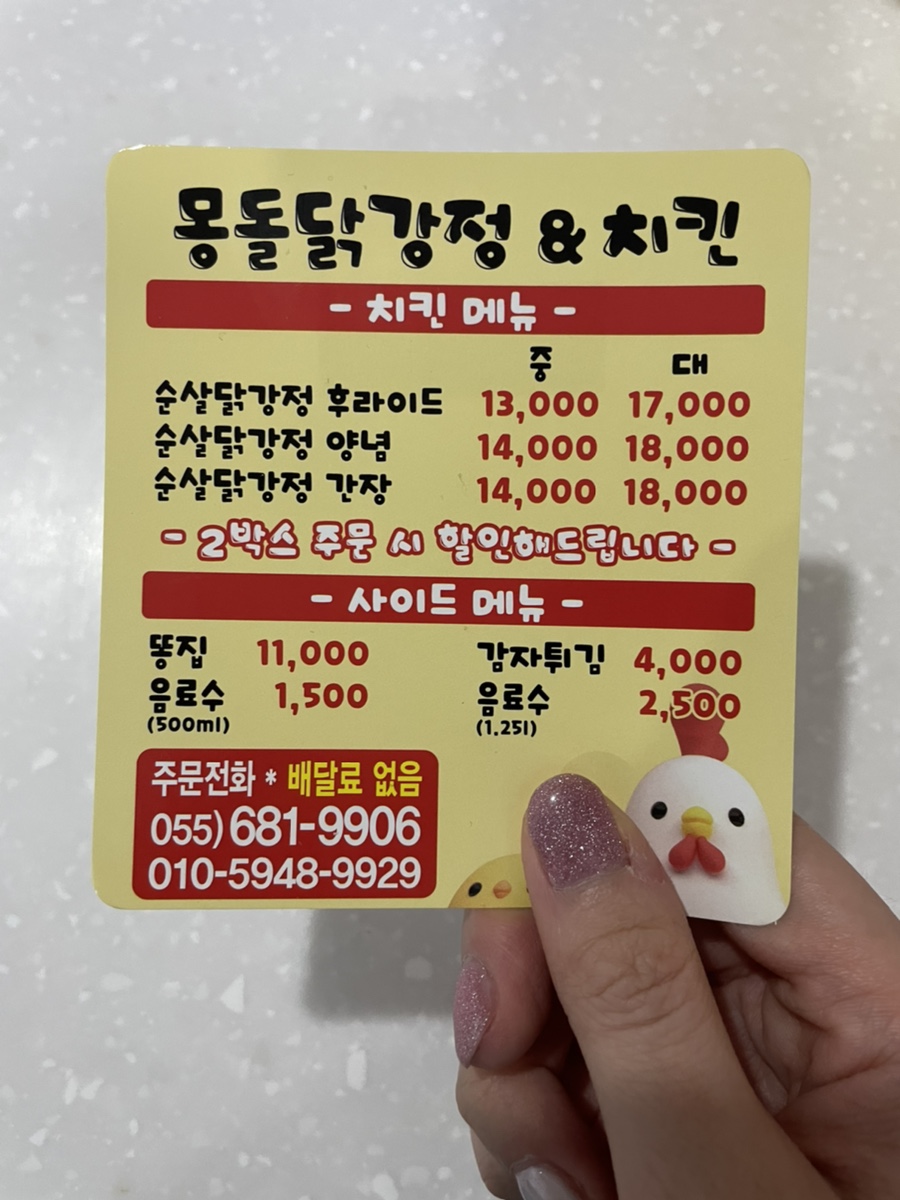 몽돌닭강정 & 치킨
- 치킨 메뉴 -
중 대
순살닭강정 후라이드 13,000 17,000
순살닭강정 양념 14,000 18,000
순살닭강정 간장 14,000 18,000
- 2박스 주문 시 할인해드립니다 -
- 사이드 메뉴 -
똥집 11,000 감자튀김 4,000
음료수 1,500 음료수 2,500
(500ml) (1.25l)
주문전화 * 배달료 없음
055) 681-9906
010-5948-9929